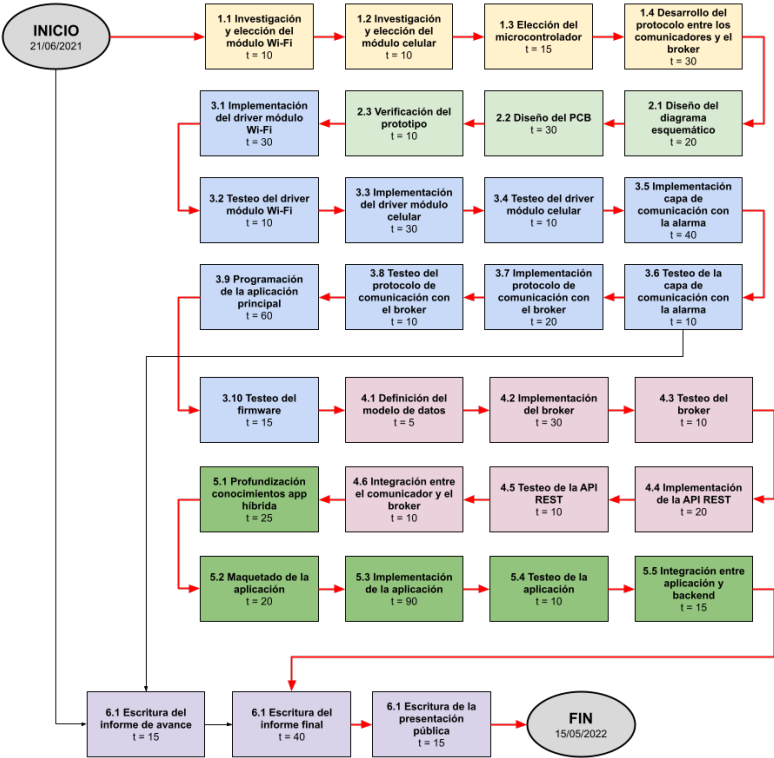 INICIO
21/06/2021
1.1 Investigación
y elección del
módulo Wi-Fi
t = 10
1.2 Investigación
y elección del
módulo celular
t = 10
1.3 Elección del
microcontrolador
t = 15
1.4 Desarrollo del
protocolo entre los
comunicadores y el
broker
t = 30
3.1 Implementación
del driver módulo
Wi-Fi
t = 30
2.3 Verificación del
prototipo
t = 10
2.2 Diseño del PCB
t = 30
2.1 Diseño del
diagrama
esquemático
t = 20
3.2 Testeo del driver
módulo Wi-Fi
t = 10
3.3 Implementación
del driver módulo
celular
t = 30
3.4 Testeo del driver
módulo celular
t = 10
3.5 Implementación
capa de
comunicación con
la alarma
t = 40
3.9 Programación
de la aplicación
principal
t = 60
3.8 Testeo del
protocolo de
comunicación con
el broker
t = 10
3.7 Implementación
protocolo de
comunicación con el
broker
t = 20
3.6 Testeo de la
capa de
comunicación con
la alarma
t = 10
3.10 Testeo del
firmware
t = 15
4.1 Definición del
modelo de datos
t = 5
4.2 Implementación
del broker
t = 30
4.3 Testeo del
broker
t = 10
5.1 Profundización
conocimientos app
híbrida
t = 25
4.6 Integración entre
el comunicador y el
broker
t = 10
4.5 Testeo de la API
REST
t = 10
4.4 Implementación
de la API REST
t = 20
5.2 Maquetado de la
aplicación
t = 20
5.3 Implementación
de la aplicación
t = 90
5.4 Testeo de la
aplicación
t = 10
5.5 Integración entre
aplicación y
backend
t = 15
6.1 Escritura del
informe de avance
t = 15
6.1 Escritura del
informe final
t = 40
6.1 Escritura de la
presentación
pública
t = 15
FIN
15/05/2022